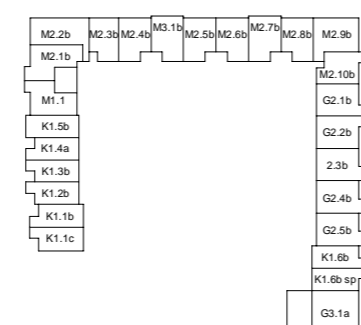 M2.2b
M2.3b
M2.4b
M3.1b
M2.5b
M2.6b
M2.7b
M2.8b
M2.9b
M2.1b
M1.1
K1.5b
K1.4a
K1.3b
K1.2b
K1.1b
K1.1c
M2.10b
G2.1b
G2.2b
2.3b
G2.4b
G2.5b
K1.6b
K1.6b sp
G3.1a